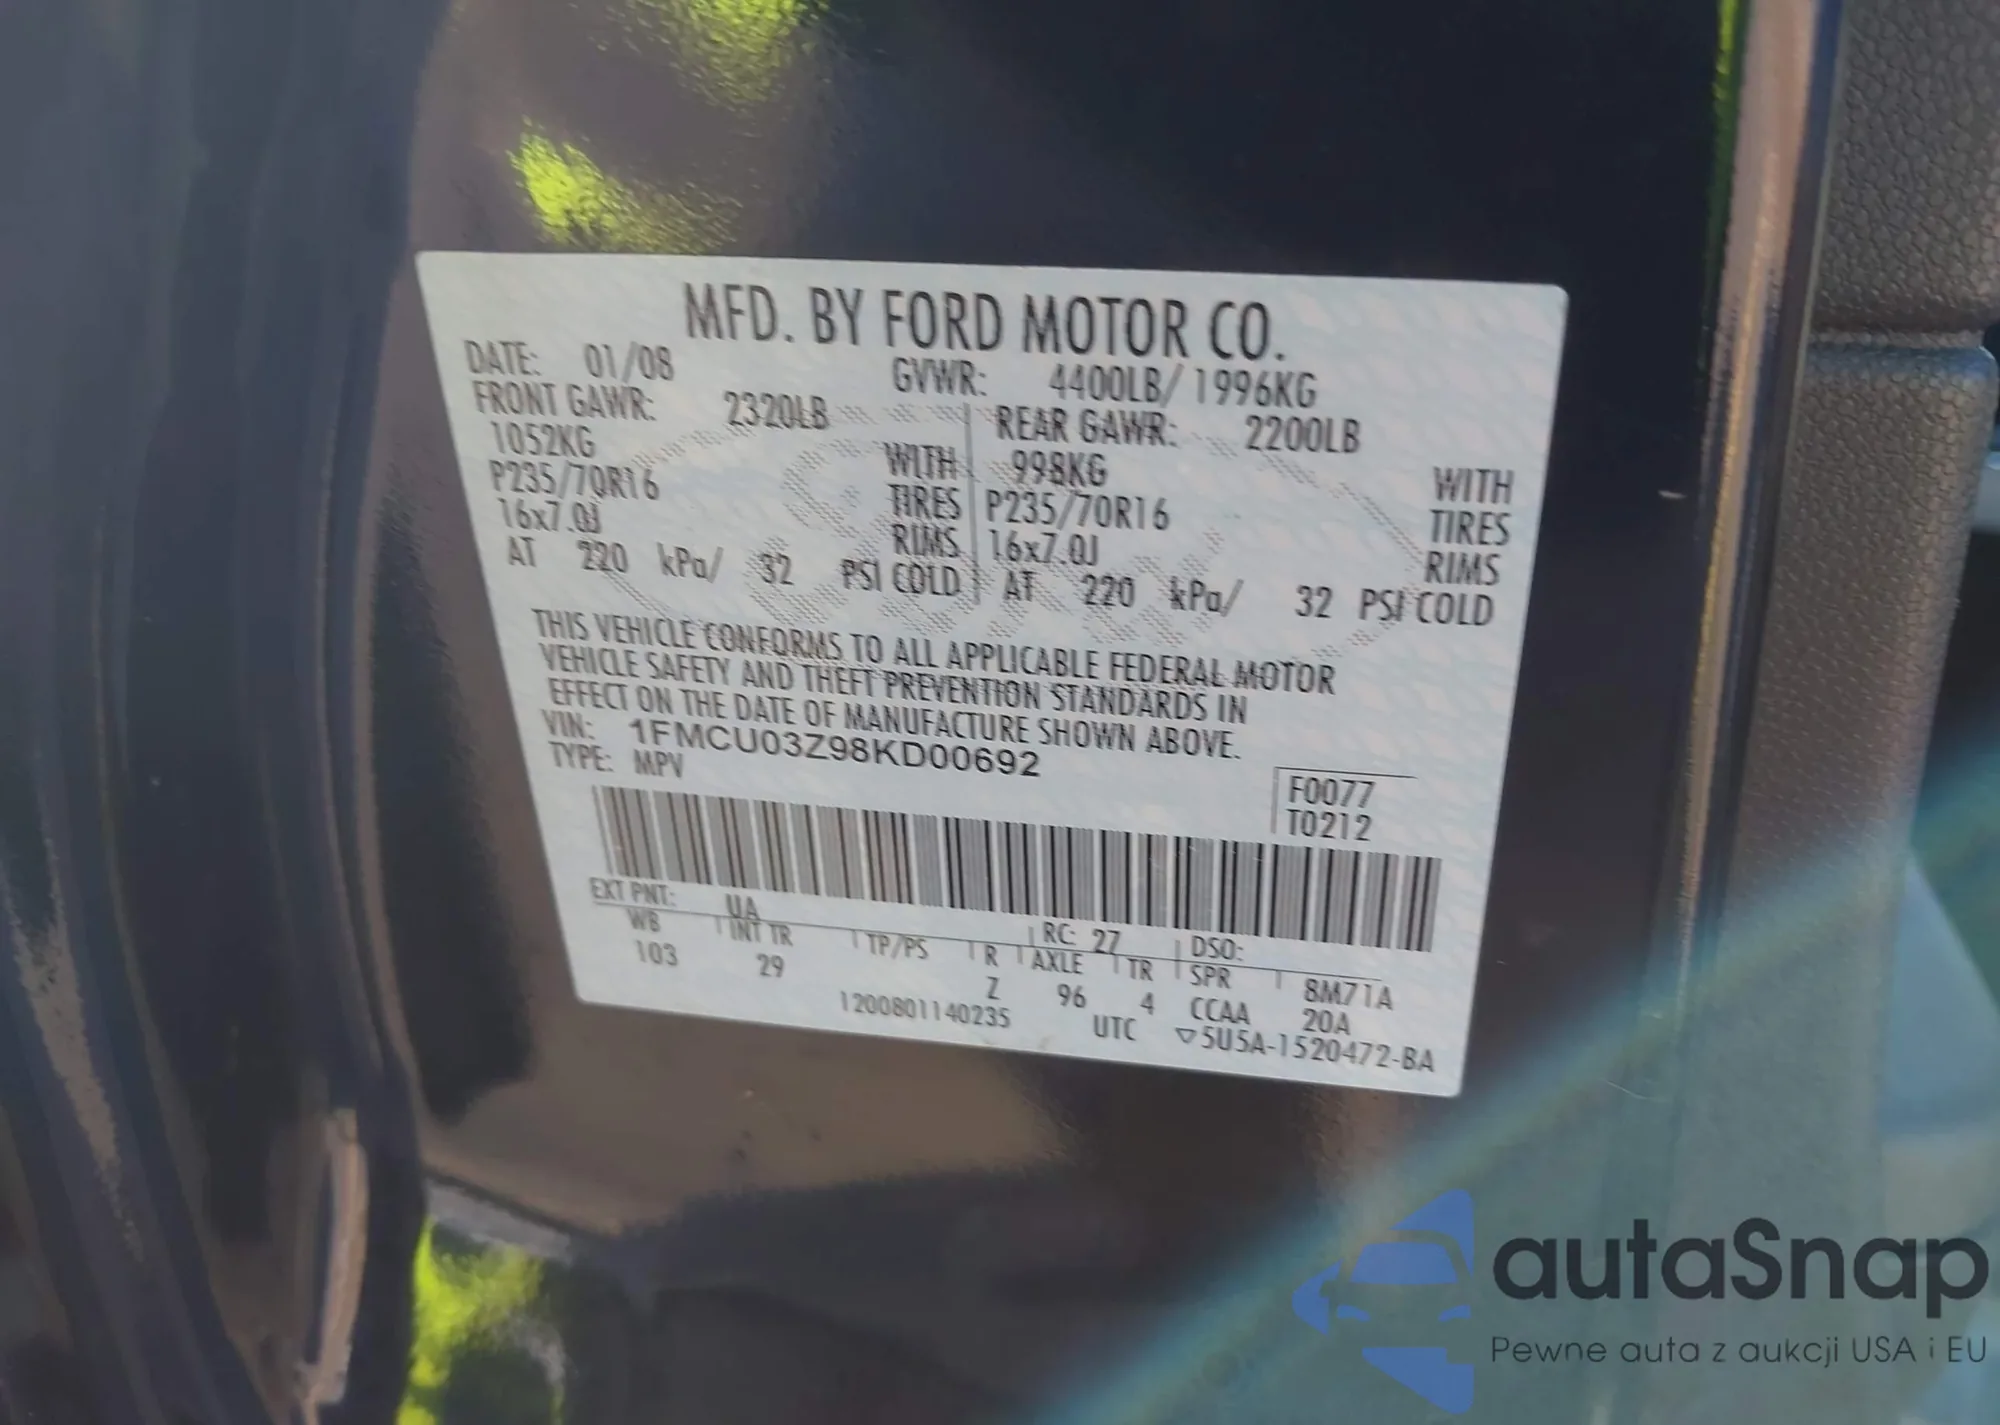 MFD. BY FORD MOTOR CO.
DATE: 01/08 GVWR: 4400LB/ 1996KG
FRONT GAWR: 2320LB REAR GAWR: 2200LB
1052KG WITH 998KG WITH
P235/70R16 TIRES P235/70R16 TIRES
16x7.0J RIMS 16x7.0J RIMS
AT 220 kPa/ 32 PSI COLD AT 220 kPa/ 32 PSI COLD
THIS VEHICLE CONFORMS TO ALL APPLICABLE FEDERAL MOTOR
VEHICLE SAFETY AND THEFT PREVENTION STANDARDS IN
EFFECT ON THE DATE OF MANUFACTURE SHOWN ABOVE.
VIN: 1FMCU03Z98KD00692
TYPE: MPV
F0077
T0212
EXT PNT: UA RC: 27 DSO:
WB INT TR TP/PS R AXLE TR SPR 8M71A
103 29 Z 96 4 CCAA 20A
1200801140235 UTC ▽5U5A-1520472-BA
autaSnap
Pewne auta z aukcji USA i EU